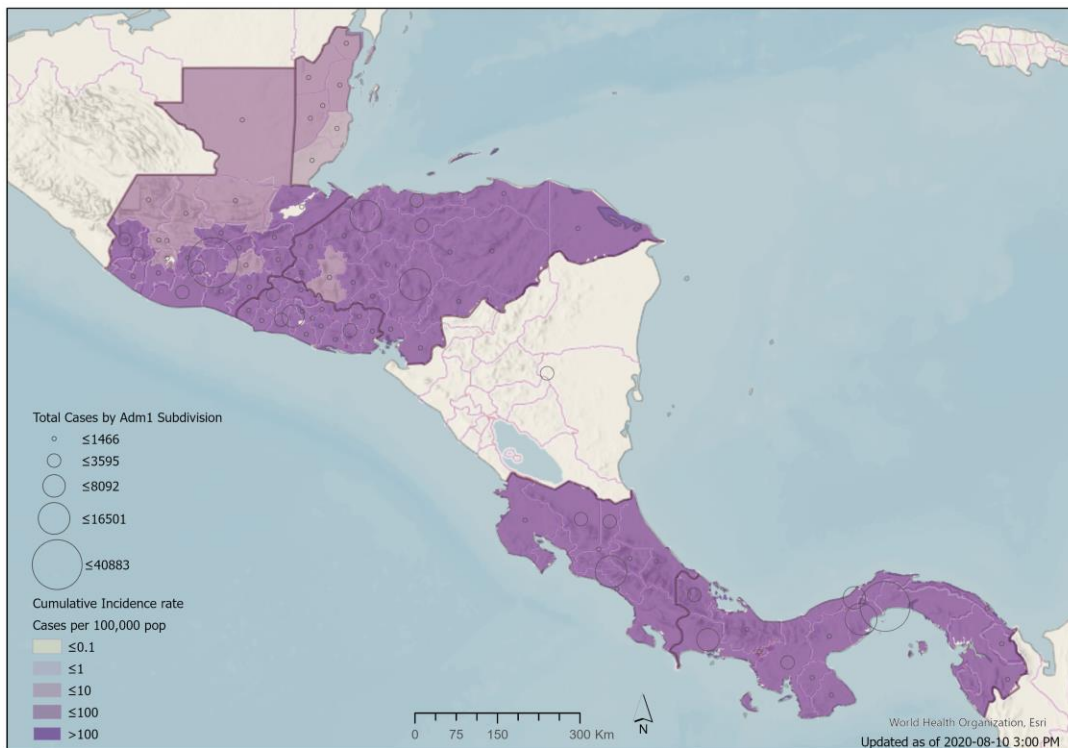 Total Cases by Adm1 Subdivision
≤1466
≤3595
≤8092
≤16501
≤40883
Cumulative Incidence rate
Cases per 100,000 pop
≤0.1
≤1
≤10
≤100
>100
0 75 150 300 Km
N
World Health Organization, Esri
Updated as of 2020-08-10 3:00 PM